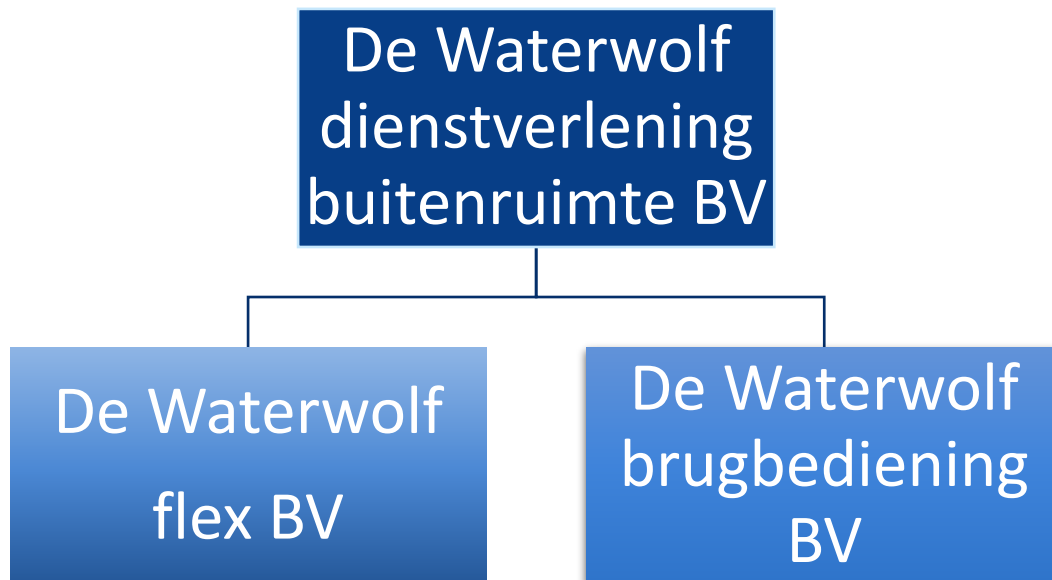 De Waterwolf
dienstverlening
buitenruimte BV
De Waterwolf
flex BV
De Waterwolf
brugbediening
BV